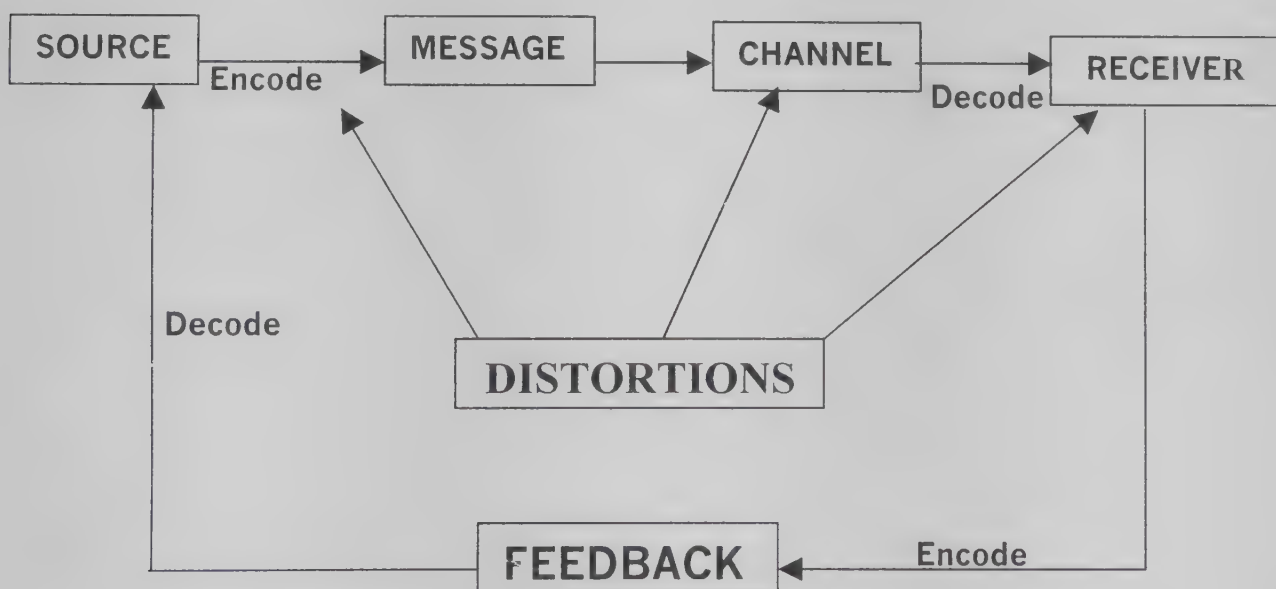 SOURCE
Encode
MESSAGE
CHANNEL
Decode
RECEIVER
Decode
DISTORTIONS
FEEDBACK
Encode